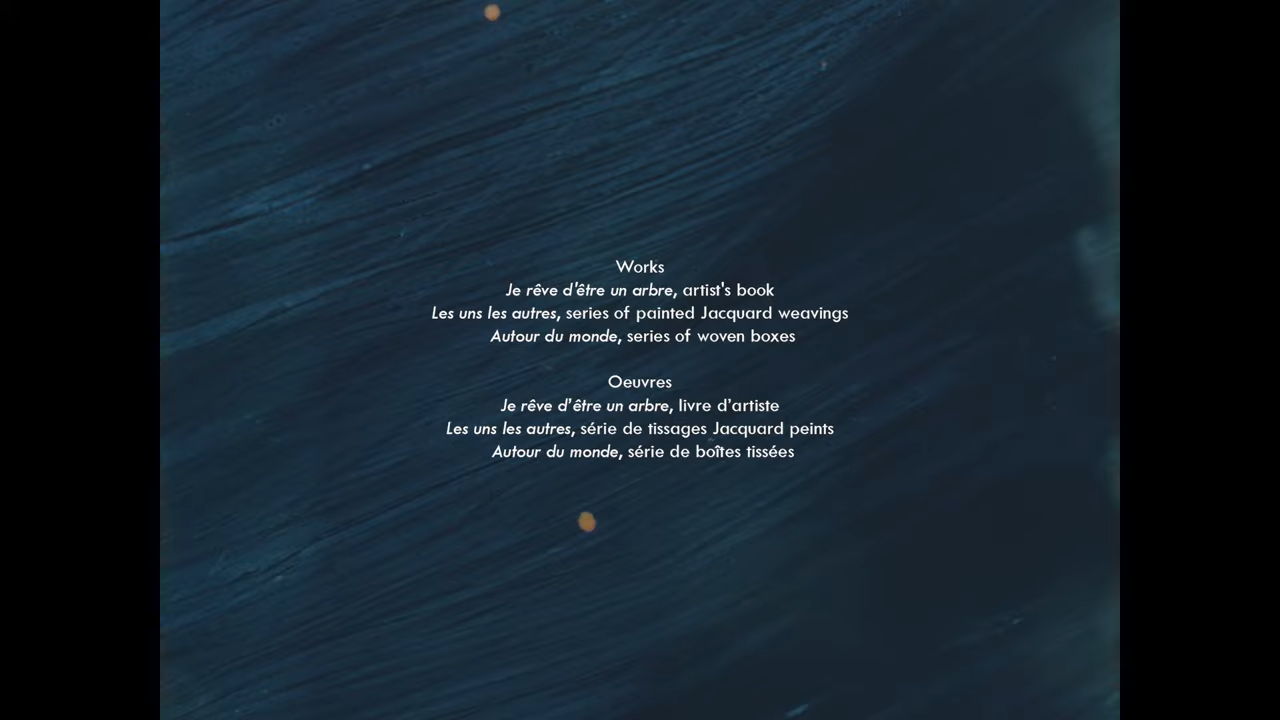 Works
Je rêve d'être un arbre, artist's book
Les uns les autres, series of painted Jacquard weavings
Autour du monde, series of woven boxes
Oeuvres
Je rêve d’être un arbre, livre d’artiste
Les uns les autres, série de tissages Jacquard peints
Autour du monde, série de boîtes tissées